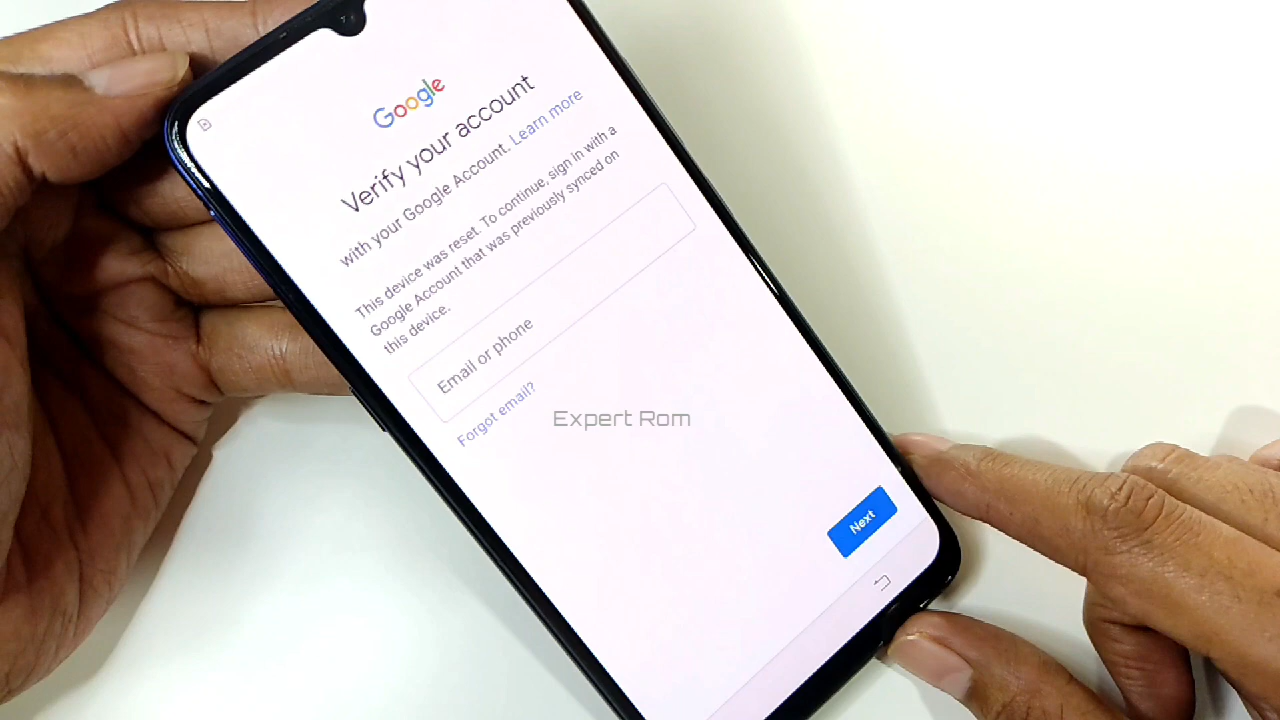 Google
Verify your account
with your Google Account. Learn more
This device was reset. To continue, sign in with a
Google Account that was previously synced on
this device.
Email or phone
Forgot email?
Expert Rom
Next